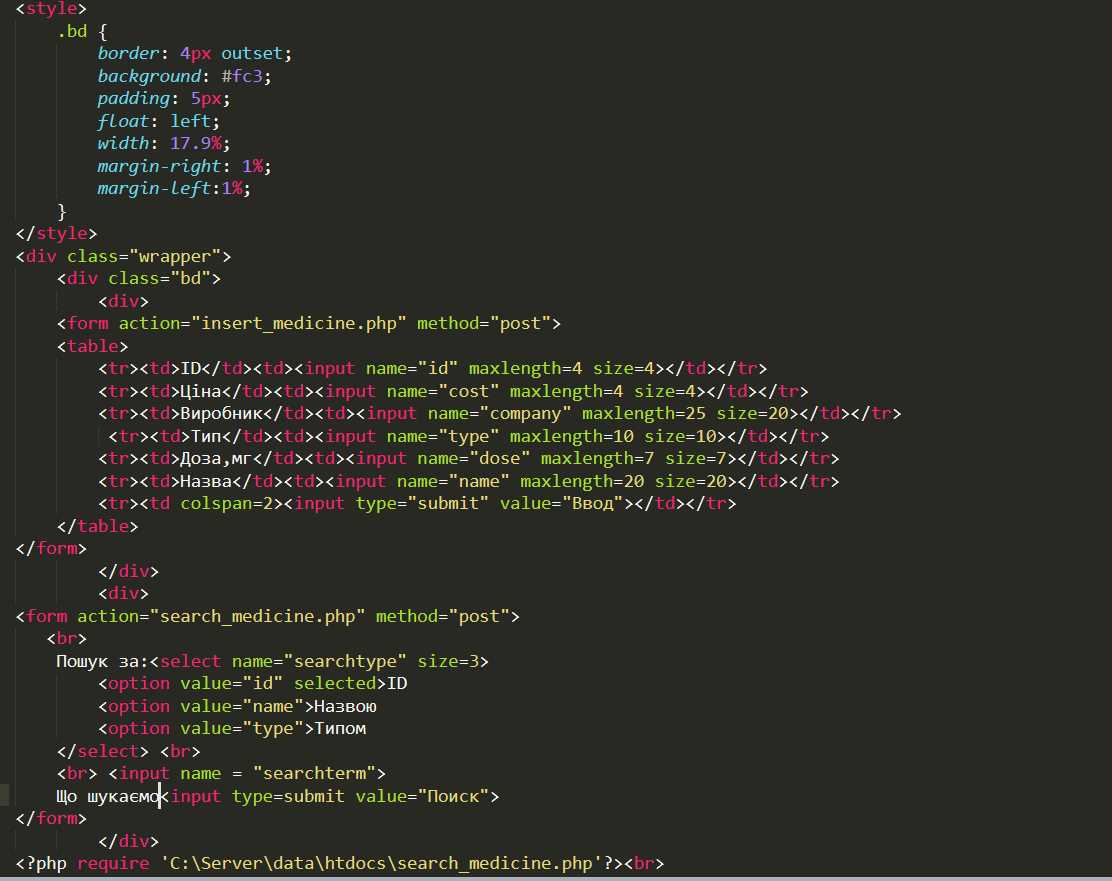 <style>
    .bd {
        border: 4px outset;
        background: #fc3;
        padding: 5px;
        float: left;
        width: 17.9%;
        margin-right: 1%;
        margin-left:1%;
    }
</style>
<div class="wrapper">
    <div class="bd">
        <div>
    <form action="insert_medicine.php" method="post">
    <table>
        <tr><td>ID</td><td><input name="id" maxlength=4 size=4></td></tr>
        <tr><td>Ціна</td><td><input name="cost" maxlength=4 size=4></td></tr>
        <tr><td>Виробник</td><td><input name="company" maxlength=25 size=20></td></tr>
         <tr><td>Тип</td><td><input name="type" maxlength=10 size=10></td></tr>
        <tr><td>Доза,мг</td><td><input name="dose" maxlength=7 size=7></td></tr>
        <tr><td>Назва</td><td><input name="name" maxlength=20 size=20></td></tr>
        <tr><td colspan=2><input type="submit" value="Ввод"></td></tr>
    </table>
</form>
        </div>
        <div>
<form action="search_medicine.php" method="post">
   <br>
    Пошук за:<select name="searchtype" size=3>
        <option value="id" selected>ID
        <option value="name">Назвою
        <option value="type">Типом
    </select> <br>
    <br> <input name = "searchterm">
    Що шукаємо<input type=submit value="Поиск">
</form>
        </div>
<?php require 'C:\Server\data\htdocs\search_medicine.php'?><br>